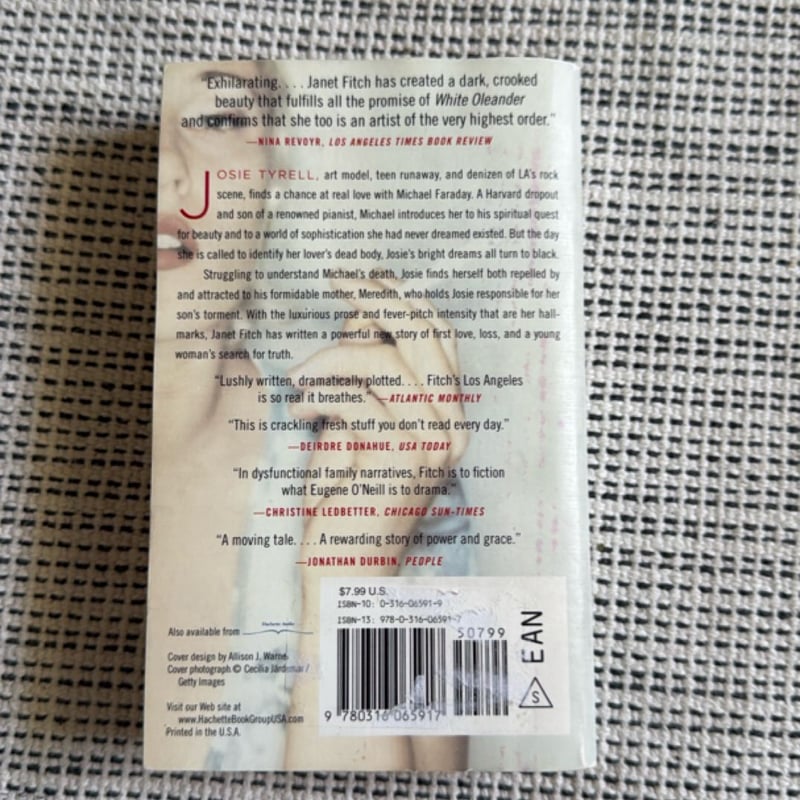 “Exhilarating. . . . Janet Fitch has created a dark, crooked
beauty that fulfills all the promise of White Oleander
and confirms that she too is an artist of the very highest order.”
—NINA REVOYR, LOS ANGELES TIMES BOOK REVIEW
JOSIE TYRELL, art model, teen runaway, and denizen of LA’s rock
scene, finds a chance at real love with Michael Faraday. A Harvard dropout
and son of a renowned pianist, Michael introduces her to his spiritual quest
for beauty and to a world of sophistication she had never dreamed existed. But the day
she is called to identify her lover’s dead body, Josie’s bright dreams all turn to black.
Struggling to understand Michael’s death, Josie finds herself both repelled by
and attracted to his formidable mother, Meredith, who holds Josie responsible for her
son’s torment. With the luxurious prose and fever-pitch intensity that are her hall-
marks, Janet Fitch has written a powerful new story of first love, loss, and a young
woman’s search for truth.
“Lushly written, dramatically plotted. . . . Fitch’s Los Angeles
is so real it breathes.” —ATLANTIC MONTHLY
“This is crackling fresh stuff you don’t read every day.”
—DEIRDRE DONAHUE, USA TODAY
“In dysfunctional family narratives, Fitch is to fiction
what Eugene O’Neill is to drama.”
—CHRISTINE LEDBETTER, CHICAGO SUN-TIMES
“A moving tale. . . . A rewarding story of power and grace.”
—JONATHAN DURBIN, PEOPLE
$7.99 U.S.
ISBN-10: 0-316-06591-9
ISBN-13: 978-0-316-06591-7
50799
EAN
S
9 780316 065917
Also available from
Cover design by Allison J. Warner
Cover photograph © Cecilia Järdemar /
Getty Images
Visit our Web site at
www.HachetteBookGroupUSA.com
Printed in the U.S.A.